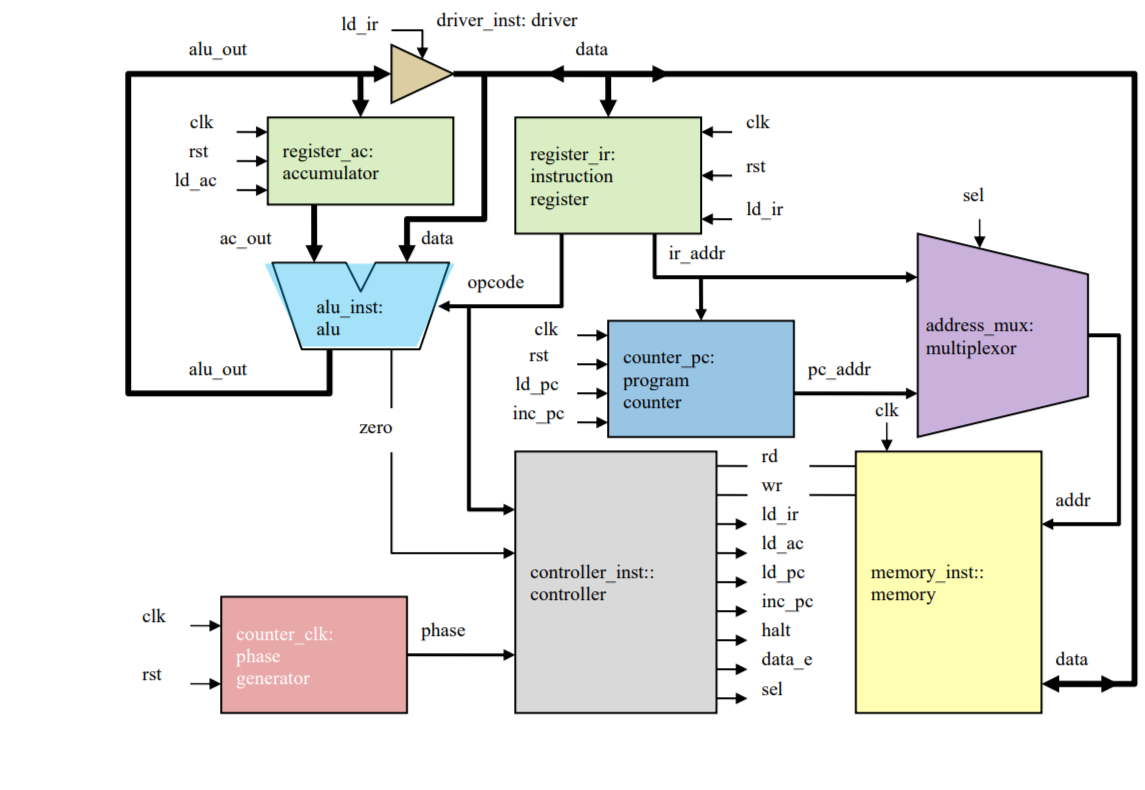 ld_ir
driver_inst: driver
alu_out
data
clk
rst
ld_ac
register_ac:
accumulator
register_ir:
instruction
register
clk
rst
ld_ir
sel
ac_out
data
ir_addr
opcode
alu_inst:
alu
clk
rst
ld_pc
inc_pc
counter_pc:
program
counter
pc_addr
address_mux:
multiplexor
alu_out
zero
clk
rd
wr
ld_ir
ld_ac
ld_pc
inc_pc
halt
data_e
sel
controller_inst::
controller
memory_inst::
memory
addr
data
clk
rst
counter_clk:
phase
generator
phase